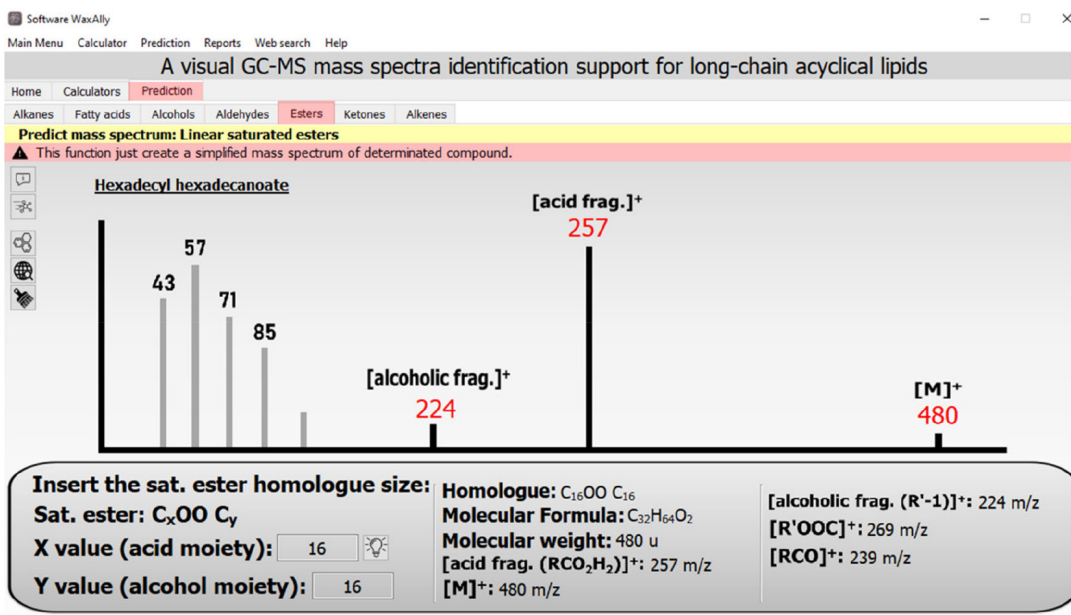 Software WaxAlly
Main Menu Calculator Prediction Reports Web search Help
A visual GC-MS mass spectra identification support for long-chain acyclical lipids
Home Calculators Prediction
Alkanes Fatty acids Alcohols Aldehydes Esters Ketones Alkenes
Predict mass spectrum: Linear saturated esters
This function just create a simplified mass spectrum of determinated compound.
Hexadecyl hexadecanoate
[acid frag.]⁺
257
57
43
71
85
[alcoholic frag.]⁺
224
[M]⁺
480
Insert the sat. ester homologue size:
Sat. ester: CₓOO Cᵧ
X value (acid moiety): 16
Y value (alcohol moiety): 16
Homologue: C₁₆OO C₁₆
Molecular Formula: C₃₂H₆₄O₂
Molecular weight: 480 u
[acid frag. (RCO₂H₂)]⁺: 257 m/z
[M]⁺: 480 m/z
[alcoholic frag. (R'-1)]⁺: 224 m/z
[R'OOC]⁺: 269 m/z
[RCO]⁺: 239 m/z